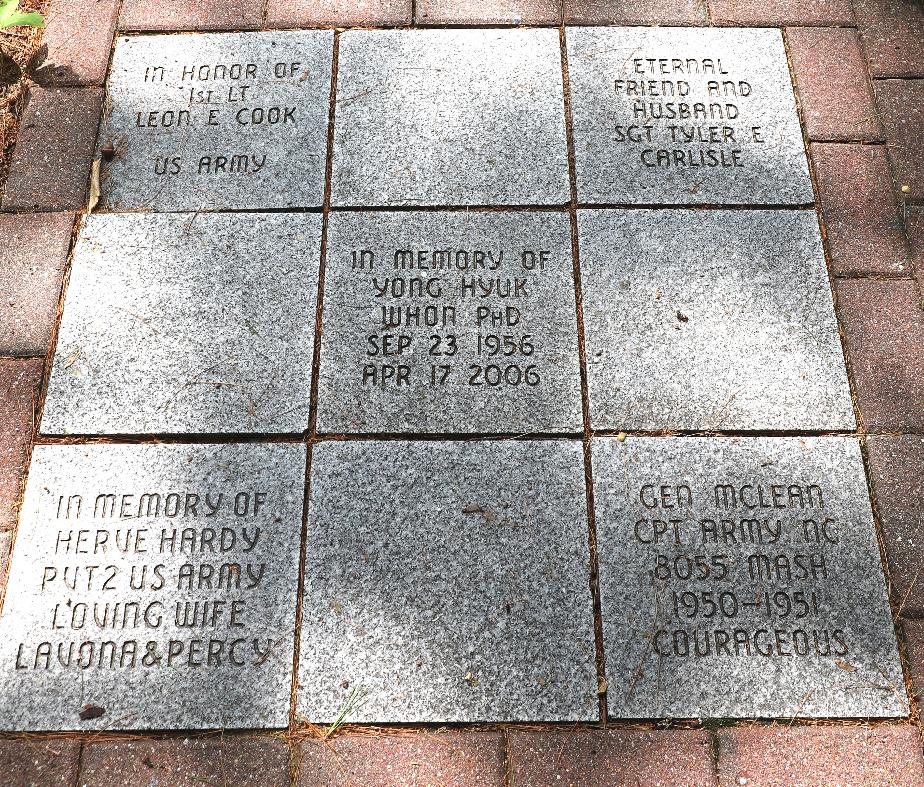 IN HONOR OF
1ST LT
LEON E COOK
US ARMY
ETERNAL
FRIEND AND
HUSBAND
SGT TYLER E
CARLISLE
IN MEMORY OF
YONG HYUK
WHON PHD
SEP 23 1956
APR 17 2006
IN MEMORY OF
HERVE HARDY
PVT2 US ARMY
LOVING WIFE
LAVONA&PERCY
GEN MCLEAN
CPT ARMY NC
8055 MASH
1950-1951
COURAGEOUS